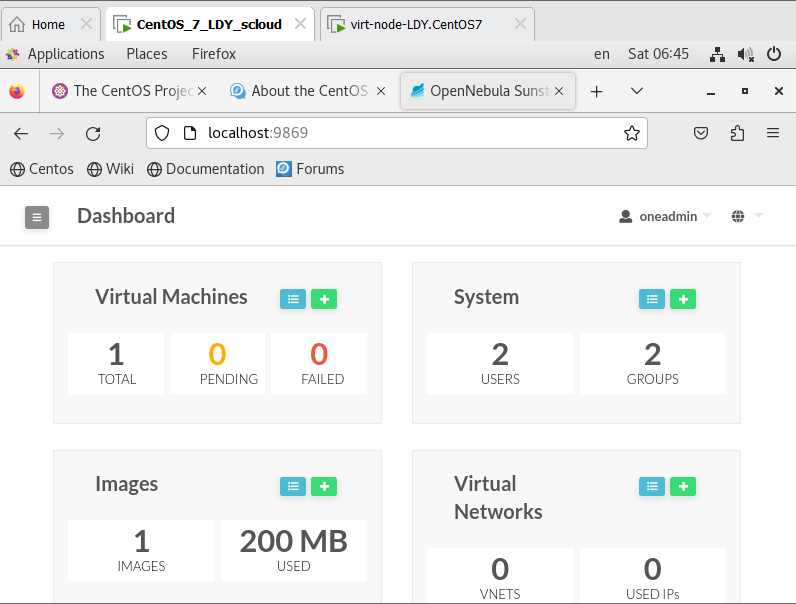 Home CentOS_7_LDY_scloud virt-node-LDY.CentOS7
Applications Places Firefox en Sat 06:45
The CentOS Projec About the CentOS OpenNebula Sunst
localhost:9869
Centos Wiki Documentation Forums
Dashboard oneadmin
Virtual Machines
1 0 0
TOTAL PENDING FAILED
System
2 2
USERS GROUPS
Images
1 200 MB
IMAGES USED
Virtual
Networks
0 0
VNETS USED IPs